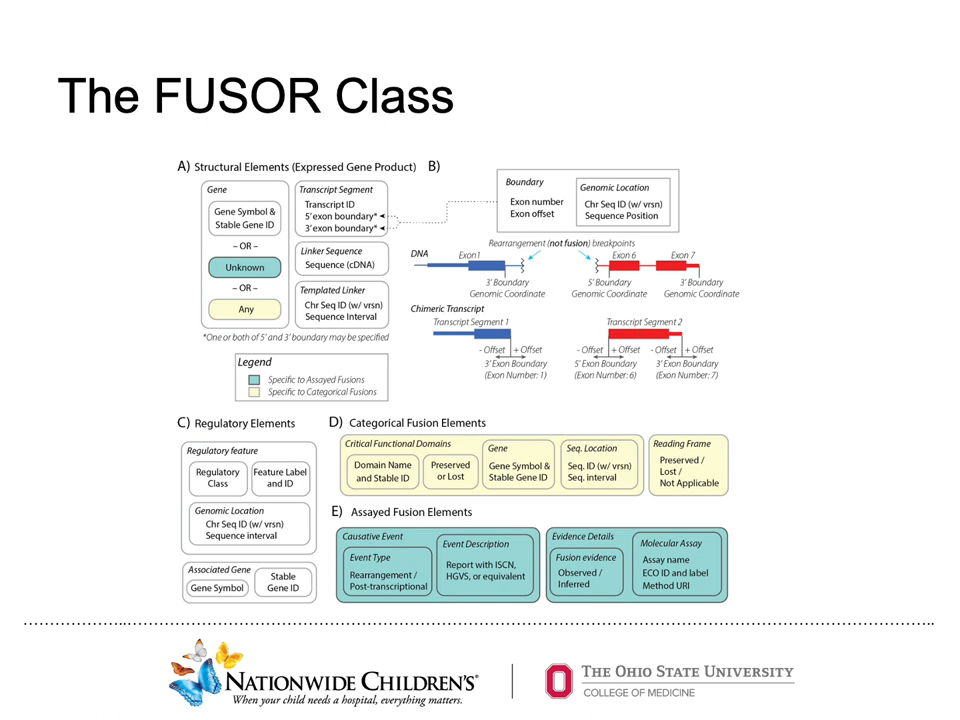 The FUSOR Class
A) Structural Elements (Expressed Gene Product)
Gene
Gene Symbol &
Stable Gene ID
– OR –
Unknown
– OR –
Any
Transcript Segment
Transcript ID
5' exon boundary*
3' exon boundary*
Linker Sequence
Sequence (cDNA)
Templated Linker
Chr Seq ID (w/ vrsn)
Sequence Interval
*One or both of 5' and 3' boundary may be specified
Legend
Specific to Assayed Fusions
Specific to Categorical Fusions
B)
Boundary
Exon number
Exon offset
Genomic Location
Chr Seq ID (w/ vrsn)
Sequence Position
Rearrangement (not fusion) breakpoints
DNA
Exon1
Exon 6
Exon 7
3' Boundary
Genomic Coordinate
5' Boundary
Genomic Coordinate
3' Boundary
Genomic Coordinate
Chimeric Transcript
Transcript Segment 1
Transcript Segment 2
- Offset
+ Offset
- Offset
+ Offset
- Offset
+ Offset
3' Exon Boundary
(Exon Number: 1)
5' Exon Boundary
(Exon Number: 6)
3' Exon Boundary
(Exon Number: 7)
C) Regulatory Elements
Regulatory feature
Regulatory
Class
Feature Label
and ID
Genomic Location
Chr Seq ID (w/ vrsn)
Sequence interval
Associated Gene
Gene Symbol
Stable
Gene ID
D) Categorical Fusion Elements
Critical Functional Domains
Domain Name
and Stable ID
Preserved
or Lost
Gene
Gene Symbol &
Stable Gene ID
Seq. Location
Seq. ID (w/ vrsn)
Seq. interval
Reading Frame
Preserved /
Lost /
Not Applicable
E) Assayed Fusion Elements
Causative Event
Event Type
Rearrangement /
Post-transcriptional
Event Description
Report with ISCN,
HGVS, or equivalent
Evidence Details
Fusion evidence
Observed /
Inferred
Molecular Assay
Assay name
ECO ID and label
Method URI
NATIONWIDE CHILDREN'S®
When your child needs a hospital, everything matters.
THE OHIO STATE UNIVERSITY
COLLEGE OF MEDICINE